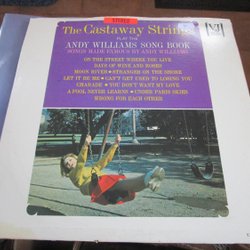 STEREO
The Castaway Strings
PLAY THE
ANDY WILLIAMS SONG BOOK
SONGS MADE FAMOUS BY ANDY WILLIAMS
ON THE STREET WHERE YOU LIVE
DAYS OF WINE AND ROSES
MOON RIVER • STRANGER ON THE SHORE
LET IT BE ME • CAN'T GET USED TO LOSING YOU
CHARADE • YOU DON'T WANT MY LOVE
A FOOL NEVER LEARNS • UNDER PARIS SKIES
WRONG FOR EACH OTHER